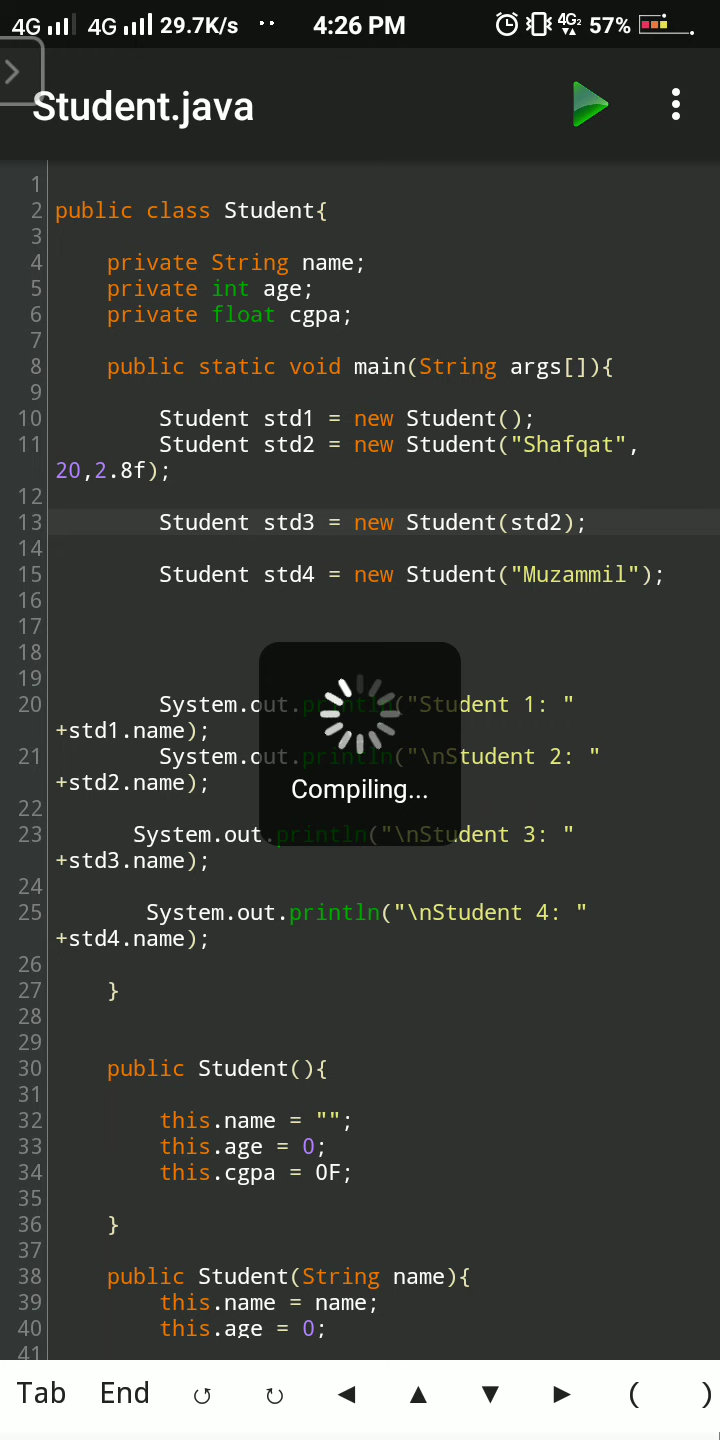 4G 4G 29.7K/s 4:26 PM 4G2 57%
Student.java
1
2 public class Student{
3
4 private String name;
5 private int age;
6 private float cgpa;
7
8 public static void main(String args[]){
9
10 Student std1 = new Student();
11 Student std2 = new Student("Shafqat",
20,2.8f);
12
13 Student std3 = new Student(std2);
14
15 Student std4 = new Student("Muzammil");
16
17
18
19
20 System.out.println("Student 1: "
+std1.name);
21 System.out.println("\nStudent 2: "
+std2.name);
Compiling...
22
23 System.out.println("\nStudent 3: "
+std3.name);
24
25 System.out.println("\nStudent 4: "
+std4.name);
26
27 }
28
29
30 public Student(){
31
32 this.name = "";
33 this.age = 0;
34 this.cgpa = 0F;
35
36 }
37
38 public Student(String name){
39 this.name = name;
40 this.age = 0;
41
Tab End ( )